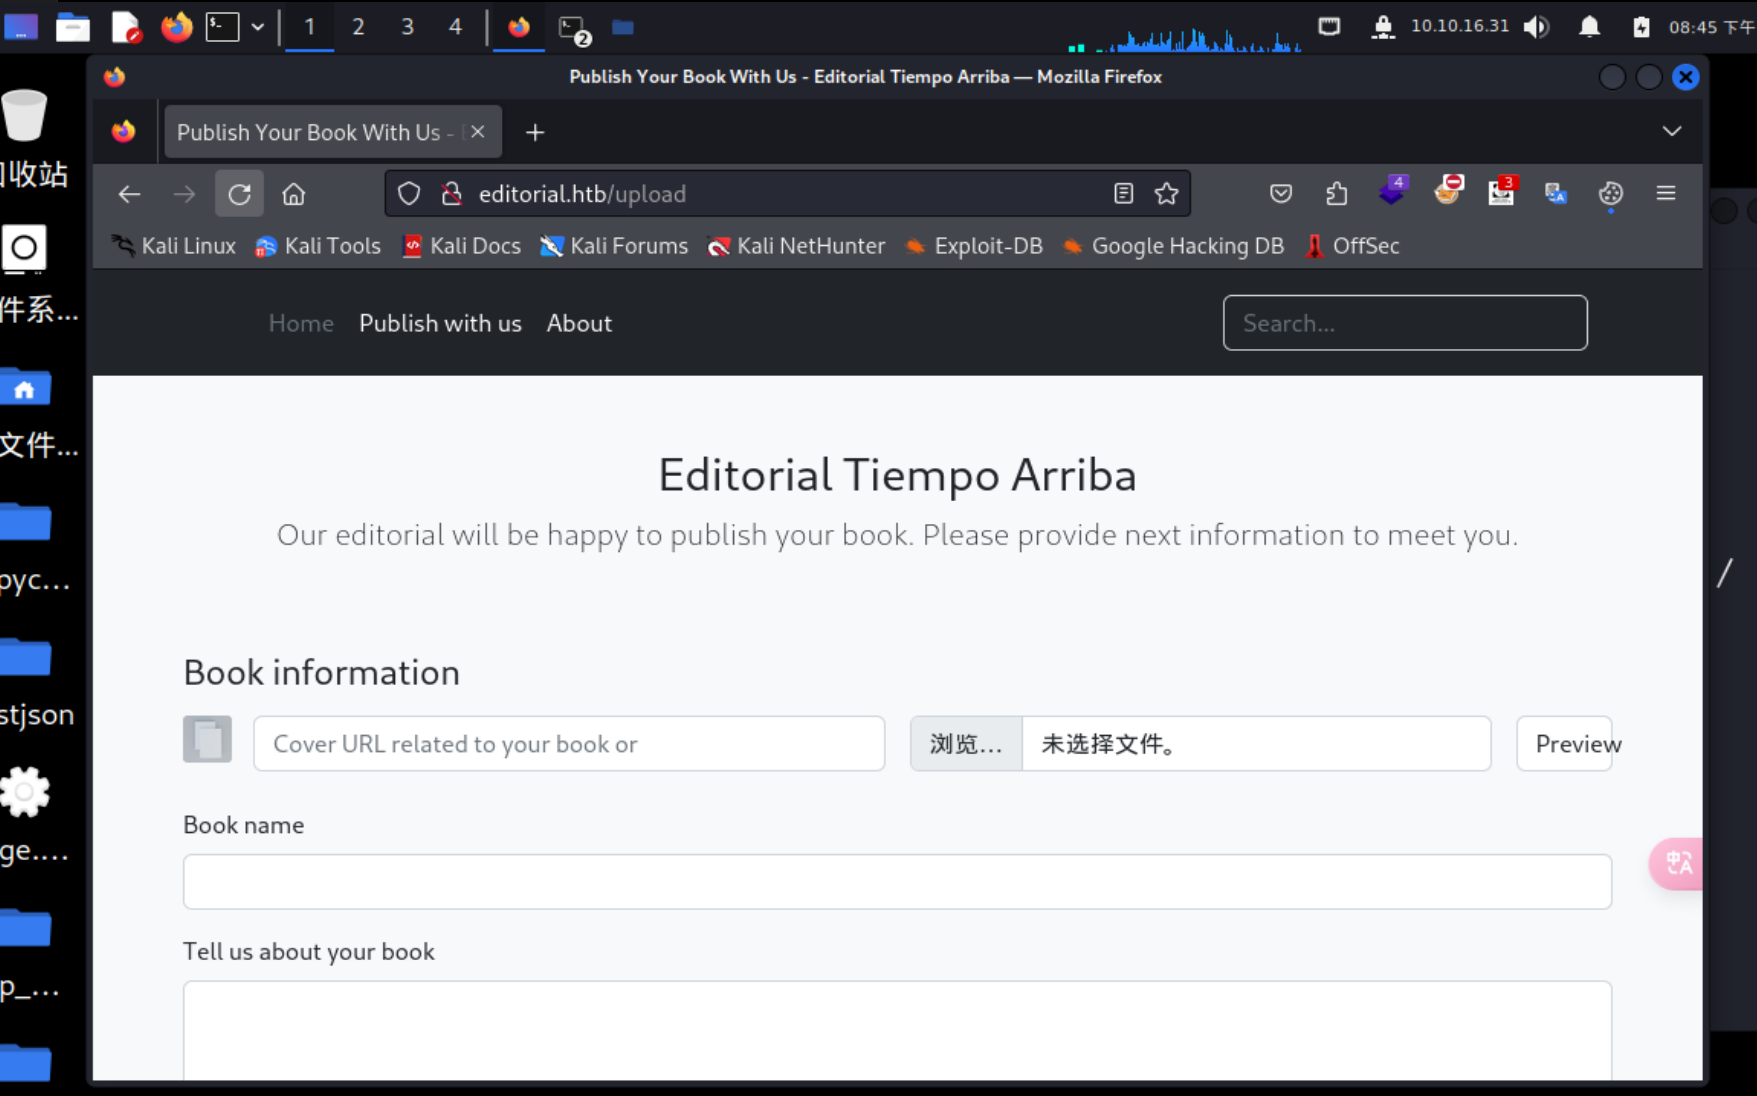 1 2 3 4 2 10.10.16.31 08:45 下午
Publish Your Book With Us - Editorial Tiempo Arriba — Mozilla Firefox
Publish Your Book With Us -
editorial.htb/upload 4 3
Kali Linux Kali Tools Kali Docs Kali Forums Kali NetHunter Exploit-DB Google Hacking DB OffSec
收站
Home Publish with us About Search...
件系...
文件...
Editorial Tiempo Arriba
Our editorial will be happy to publish your book. Please provide next information to meet you.
pyc...
/
Book information
stjson
Cover URL related to your book or 浏览... 未选择文件。 Preview
Book name
ge....
中A
Tell us about your book
p_...